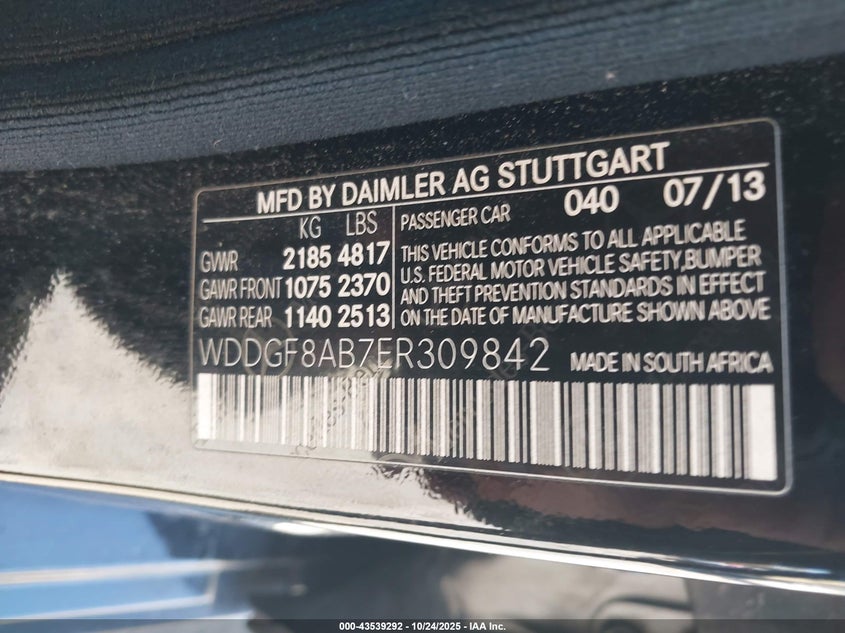 MFD BY DAIMLER AG STUTTGART
KG LBS
GVWR 2185 4817
GAWR FRONT 1075 2370
GAWR REAR 1140 2513
PASSENGER CAR 040 07/13
THIS VEHICLE CONFORMS TO ALL APPLICABLE
U.S. FEDERAL MOTOR VEHICLE SAFETY,BUMPER
AND THEFT PREVENTION STANDARDS IN EFFECT
ON THE DATE OF MANUFACTURE SHOWN ABOVE
WDDGF8AB7ER309842 MADE IN SOUTH AFRICA
000-43539292 - 10/24/2025 - IAA Inc.